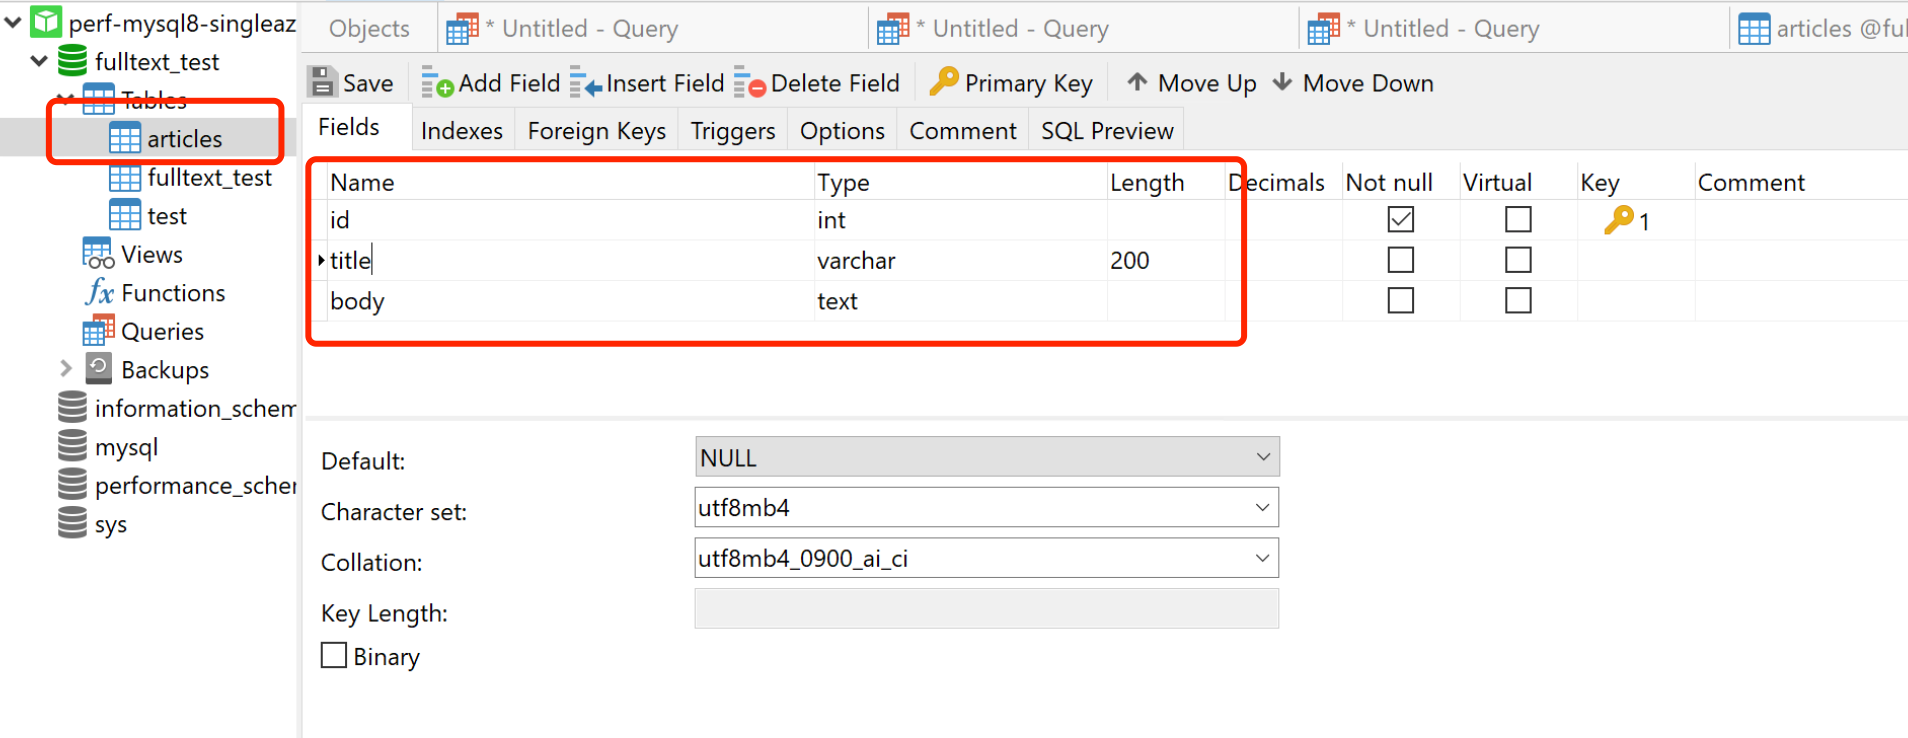 perf-mysql8-singleaz
fulltext_test
Tables
articles
fulltext_test
test
Views
fx Functions
Queries
Backups
information_schem
mysql
performance_scher
sys
Objects * Untitled - Query * Untitled - Query * Untitled - Query articles @ful
Save Add Field Insert Field Delete Field Primary Key Move Up Move Down
Fields Indexes Foreign Keys Triggers Options Comment SQL Preview
Name Type Length Decimals Not null Virtual Key Comment
id int 1
title varchar 200
body text
Default: NULL
Character set: utf8mb4
Collation: utf8mb4_0900_ai_ci
Key Length:
Binary